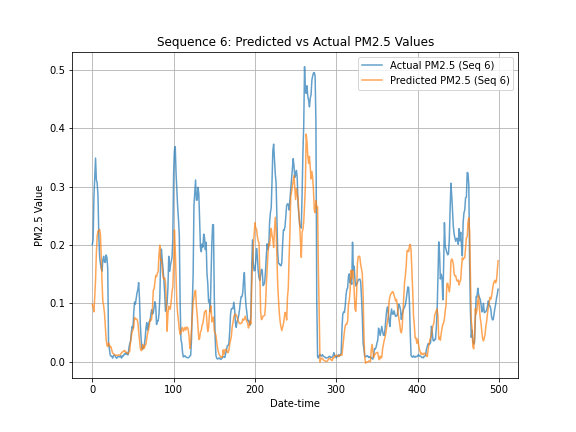 Sequence 6: Predicted vs Actual PM2.5 Values
Actual PM2.5 (Seq 6)
Predicted PM2.5 (Seq 6)
PM2.5 Value
0.5
0.4
0.3
0.2
0.1
0.0
0
100
200
300
400
500
Date-time